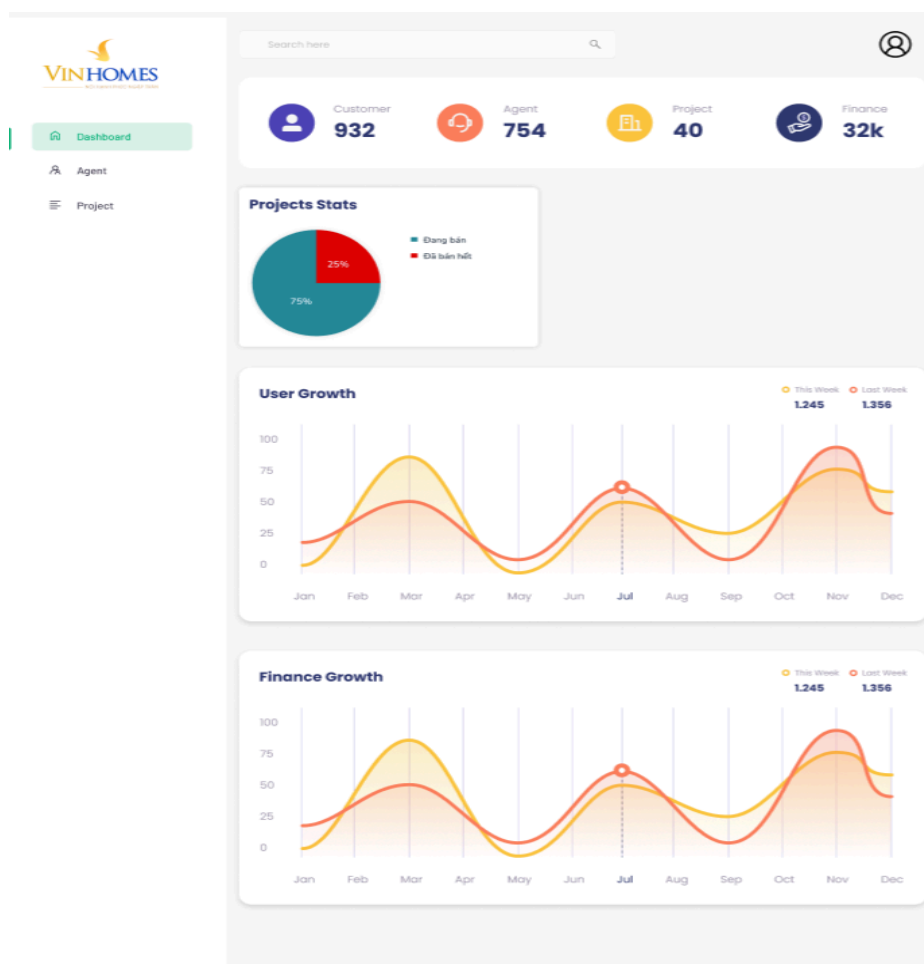 VINHOMES
Dashboard
Agent
Project
Search here
Customer
932
Agent
754
Project
40
Finance
32k
Projects Stats
25%
75%
Đang bán
Đã bán hết
User Growth
This Week Last Week
1.245 1.356
100
75
50
25
0
Jan Feb Mar Apr May Jun Jul Aug Sep Oct Nov Dec
Finance Growth
This Week Last Week
1.245 1.356
100
75
50
25
0
Jan Feb Mar Apr May Jun Jul Aug Sep Oct Nov Dec